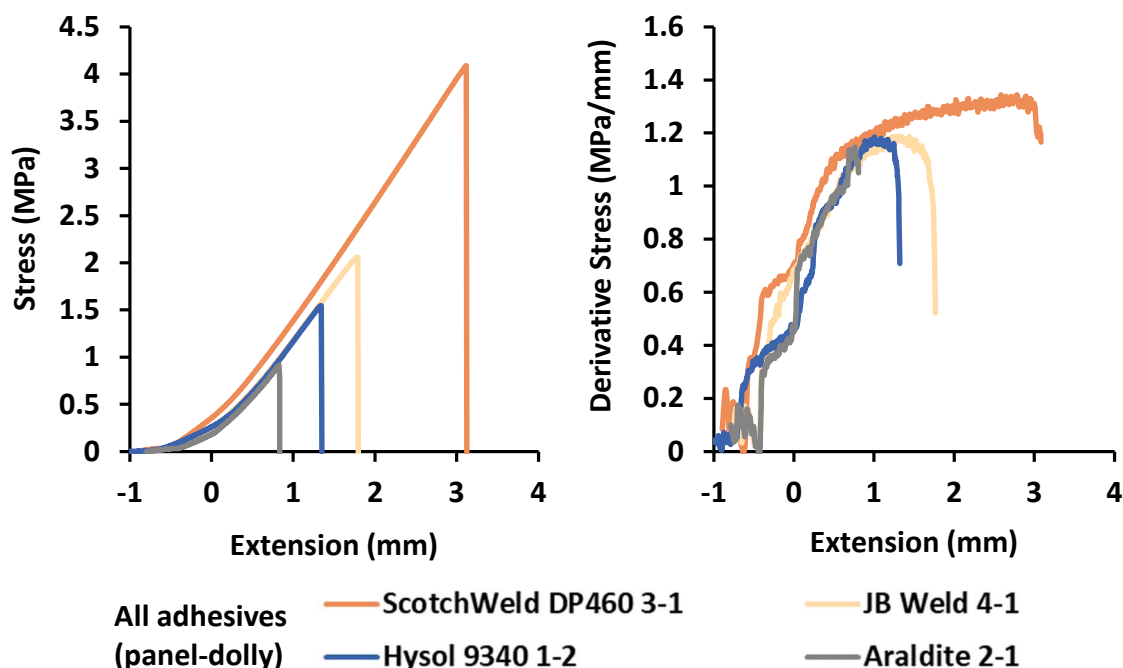 Stress (MPa)
4.5
4
3.5
3
2.5
2
1.5
1
0.5
0
-1 0 1 2 3 4
Extension (mm)
Derivative Stress (MPa/mm)
1.6
1.4
1.2
1
0.8
0.6
0.4
0.2
0
-1 0 1 2 3 4
Extension (mm)
All adhesives
(panel-dolly)
ScotchWeld DP460 3-1
JB Weld 4-1
Hysol 9340 1-2
Araldite 2-1